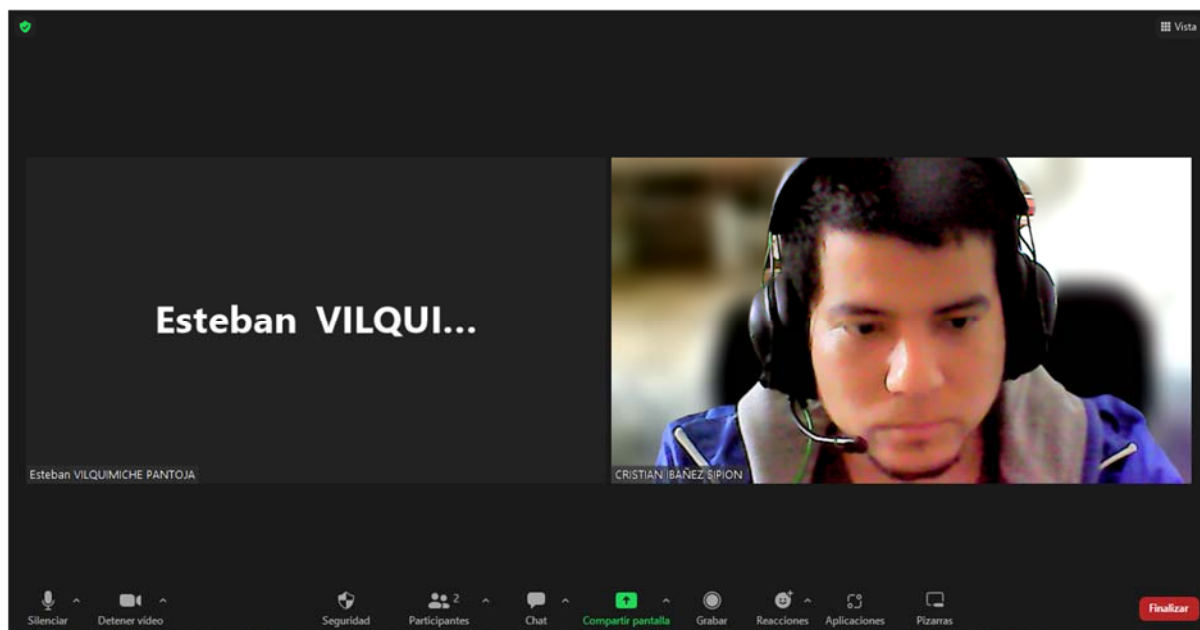 Vista
Esteban VILQUI...
Esteban VILQUIMICHE PANTOJA
CRISTIAN IBAÑEZ SIPION
Silenciar
Detener vídeo
Seguridad
2
Participantes
Chat
Compartir pantalla
Grabar
Reacciones
Aplicaciones
Pizarras
Finalizar